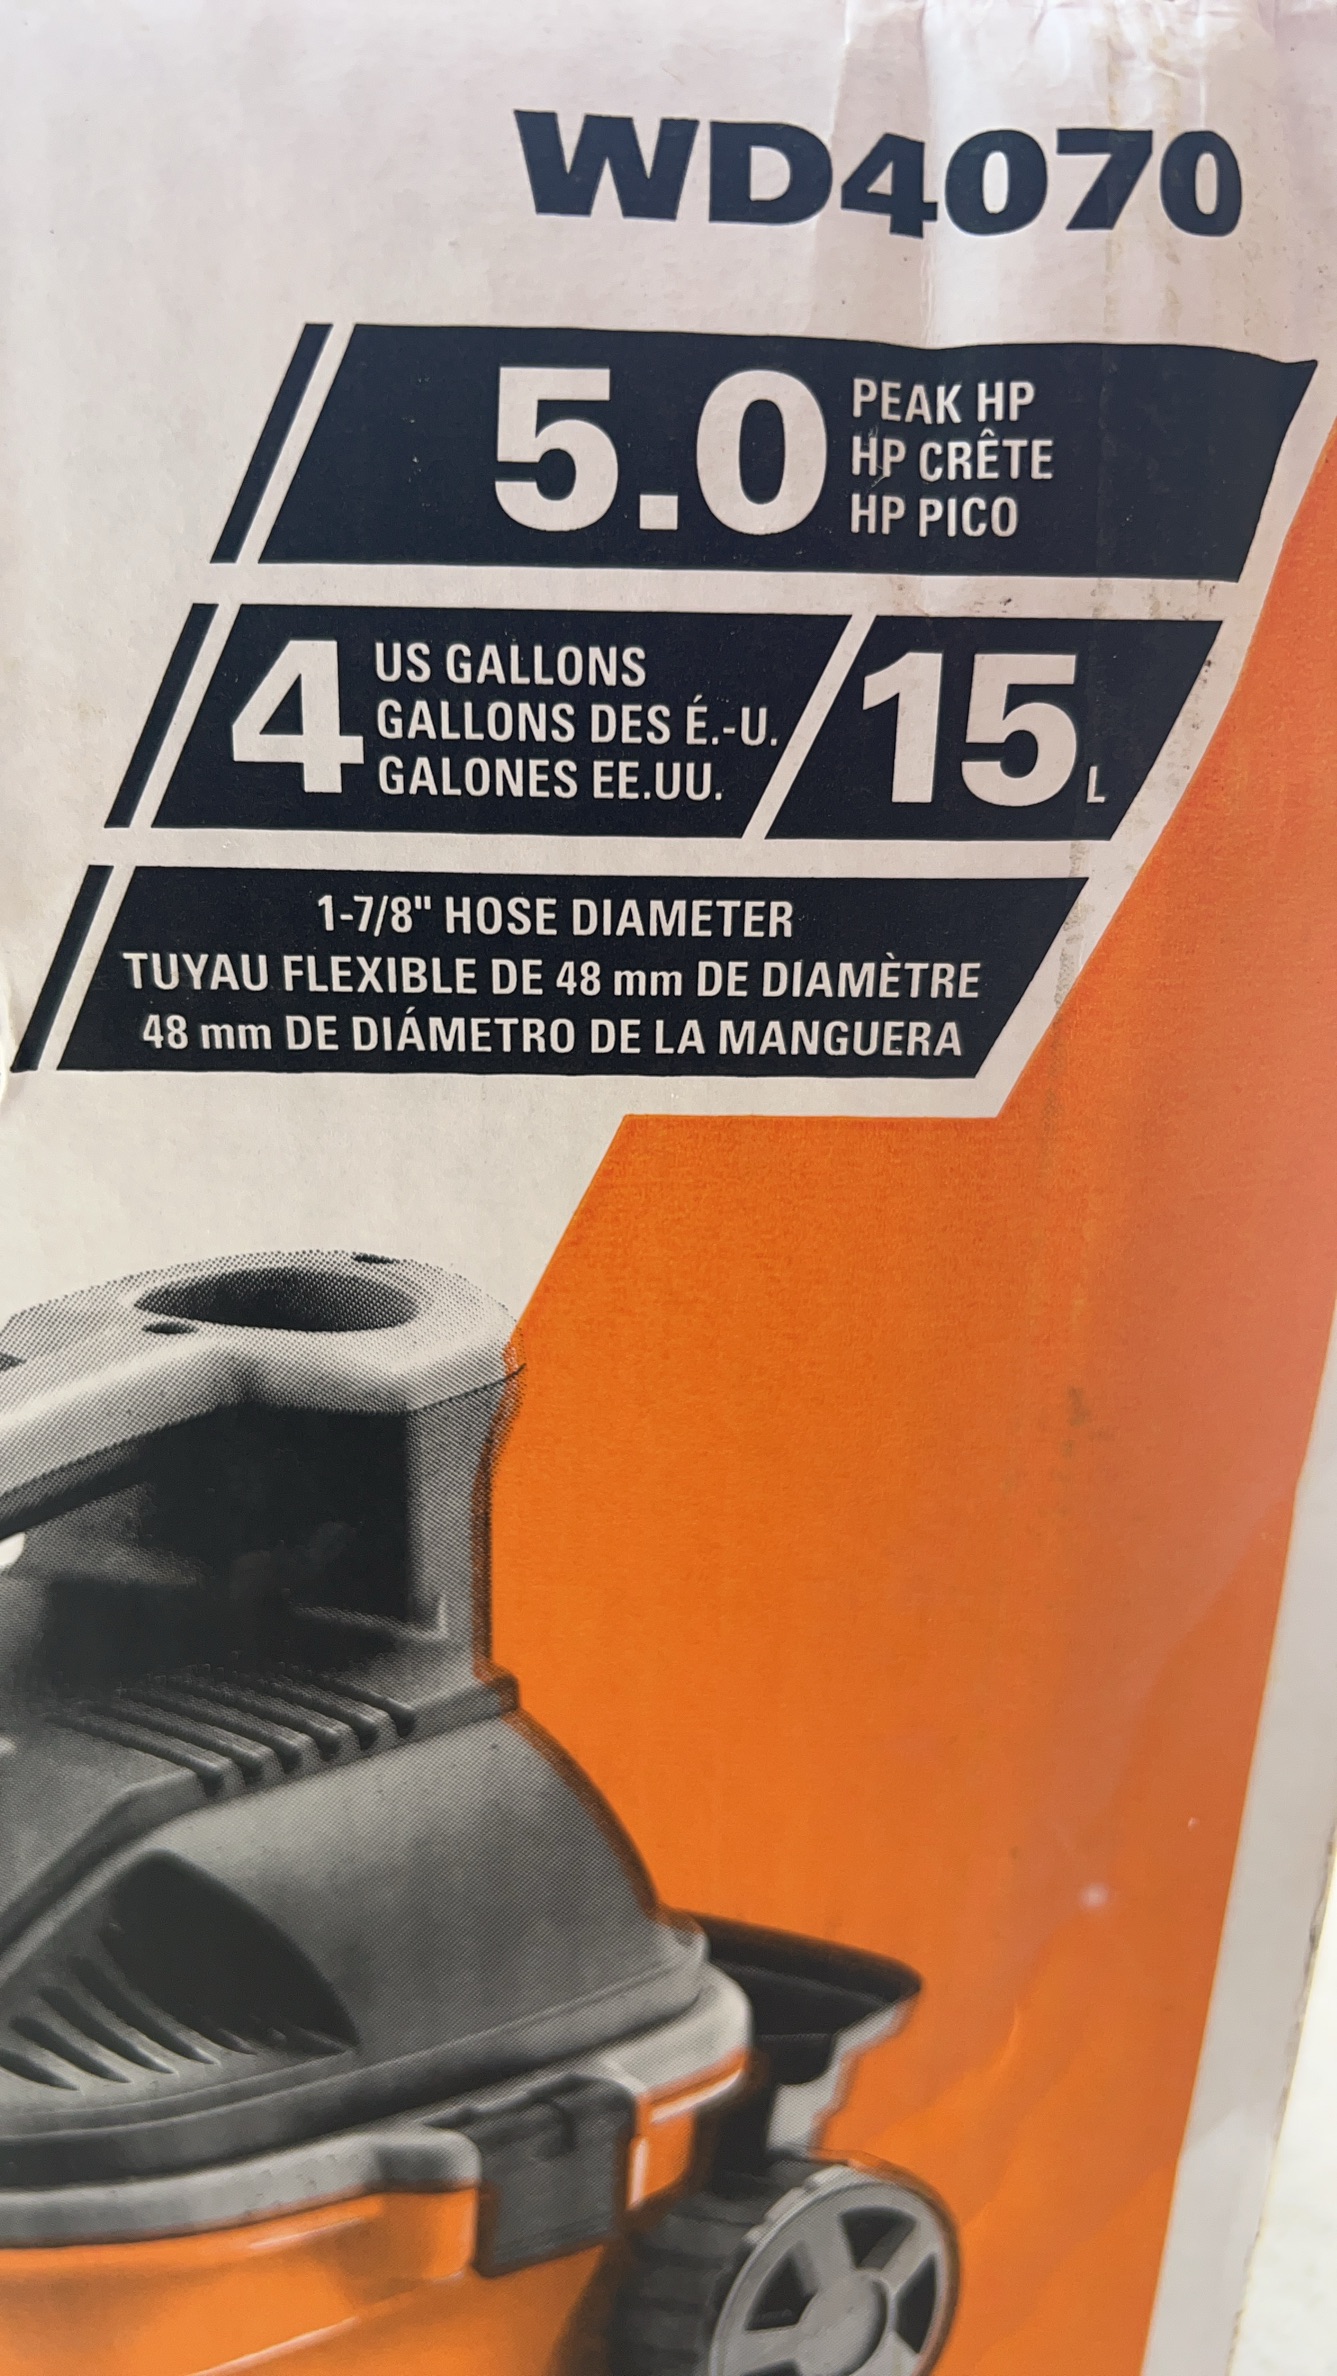 WD4070
5.0 PEAK HP
HP CRÊTE
HP PICO
4 US GALLONS
GALLONS DES É.-U.
GALONES EE.UU.
15 L
1-7/8" HOSE DIAMETER
TUYAU FLEXIBLE DE 48 mm DE DIAMÈTRE
48 mm DE DIÁMETRO DE LA MANGUERA